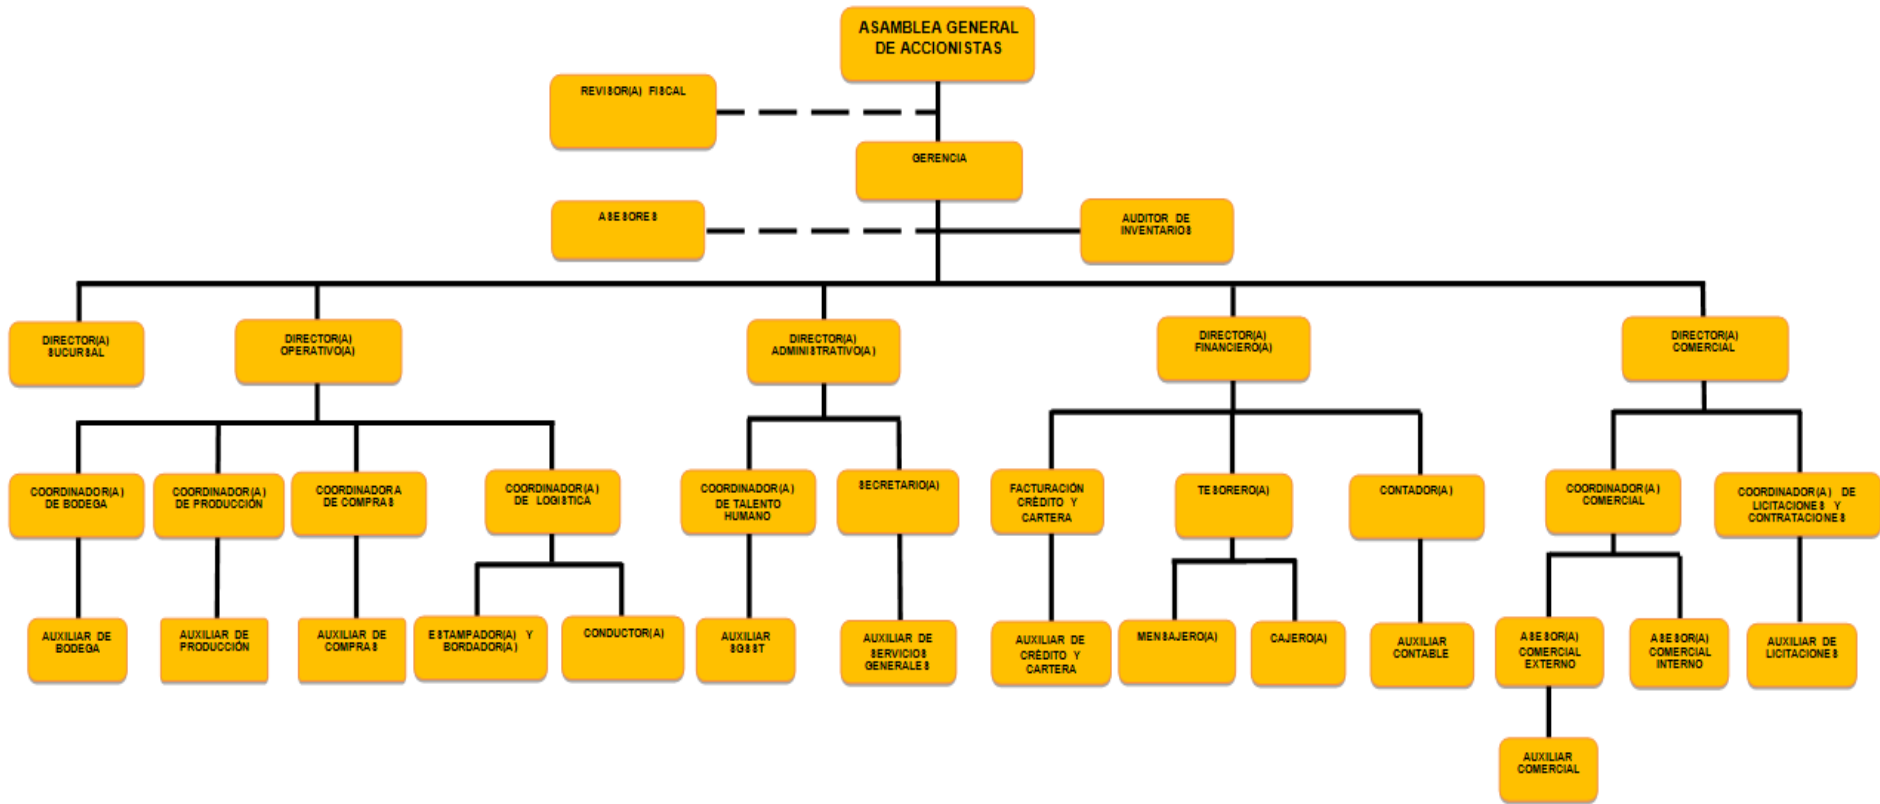 ASAMBLEA GENERAL
DE ACCIONISTAS
REVISOR(A) FISCAL
GERENCIA
ASESORES
AUDITOR DE
INVENTARIOS
DIRECTOR(A)
SUCURSAL
DIRECTOR(A)
OPERATIVO(A)
DIRECTOR(A)
ADMINISTRATIVO(A)
DIRECTOR(A)
FINANCIERO(A)
DIRECTOR(A)
COMERCIAL
COORDINADOR(A)
DE BODEGA
COORDINADOR(A)
DE PRODUCCIÓN
COORDINADORA
DE COMPRAS
COORDINADOR(A)
DE LOGISTICA
COORDINADOR(A)
DE TALENTO
HUMANO
SECRETARIO(A)
FACTURACIÓN
CRÉDITO Y
CARTERA
TESORERO(A)
CONTADOR(A)
COORDINADOR(A)
COMERCIAL
COORDINADOR(A) DE
LICITACIONES Y
CONTRATACIONES
AUXILIAR DE
BODEGA
AUXILIAR DE
PRODUCCIÓN
AUXILIAR DE
COMPRAS
ESTAMPADOR(A) Y
BORDADOR(A)
CONDUCTOR(A)
AUXILIAR
SGSST
AUXILIAR DE
SERVICIOS
GENERALES
AUXILIAR DE
CRÉDITO Y
CARTERA
MENSAJERO(A)
CAJERO(A)
AUXILIAR
CONTABLE
ASESOR(A)
COMERCIAL
EXTERNO
ASESOR(A)
COMERCIAL
INTERNO
AUXILIAR DE
LICITACIONES
AUXILIAR
COMERCIAL